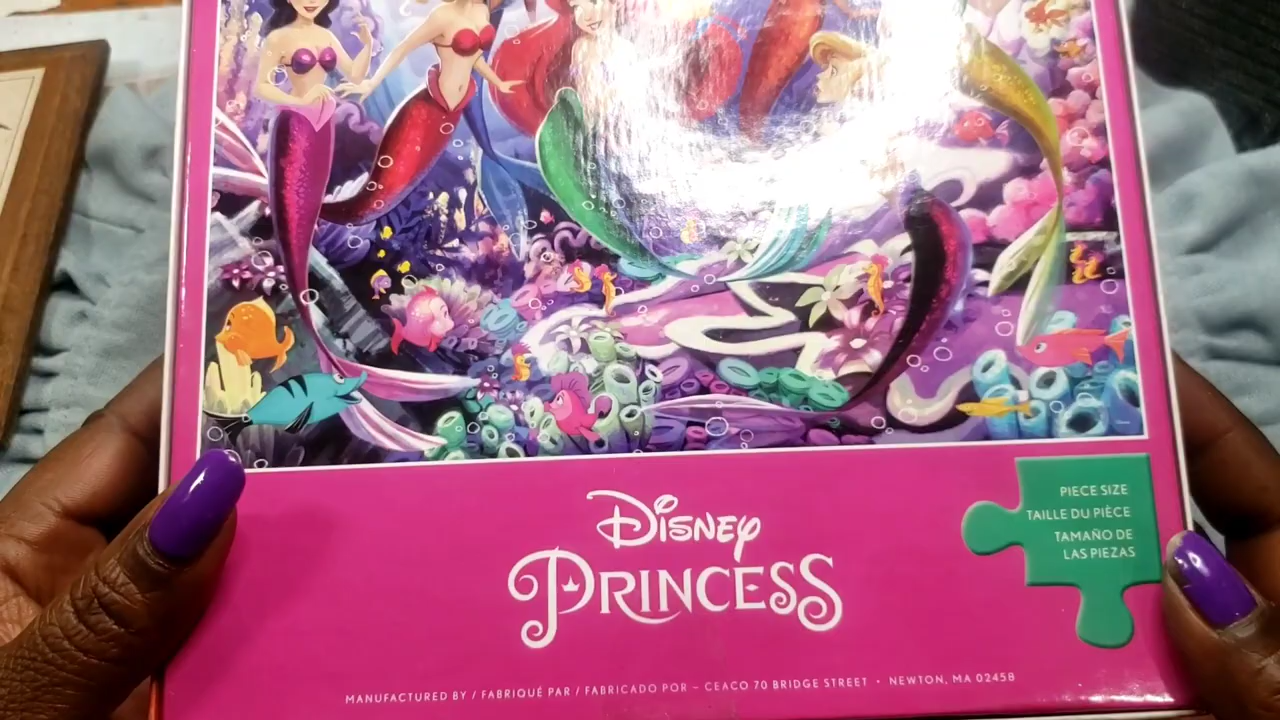 PIECE SIZE
TAILLE DU PIÈCE
TAMAÑO DE
LAS PIEZAS
Disney
PRINCESS
MANUFACTURED BY / FABRIQUÉ PAR / FABRICADO POR – CEACO 70 BRIDGE STREET • NEWTON, MA 02458